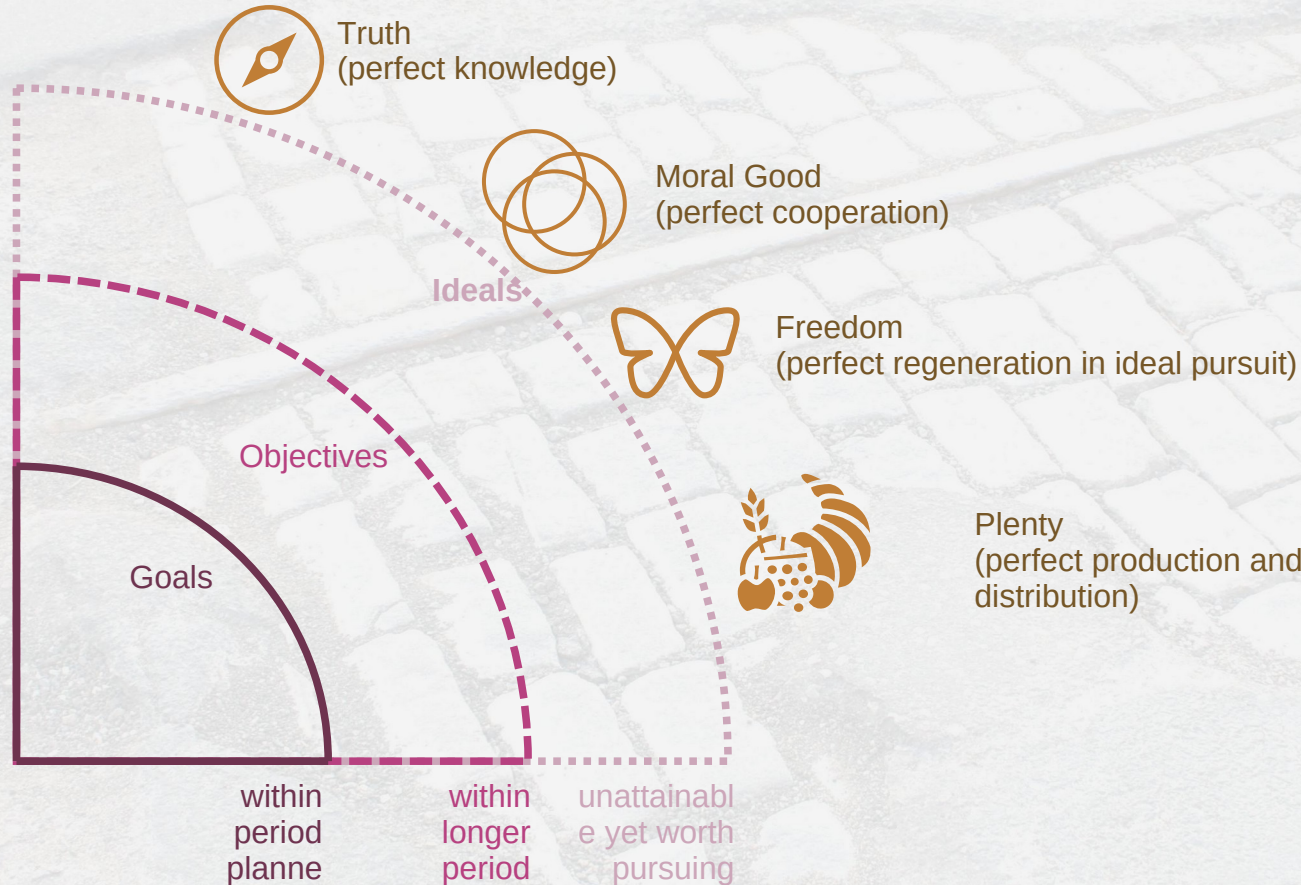 Truth
(perfect knowledge)
Moral Good
(perfect cooperation)
Ideals
Freedom
(perfect regeneration in ideal pursuit)
Objectives
Plenty
(perfect production and
distribution)
Goals
within
period
planne
within
longer
period
unattainabl
e yet worth
pursuing